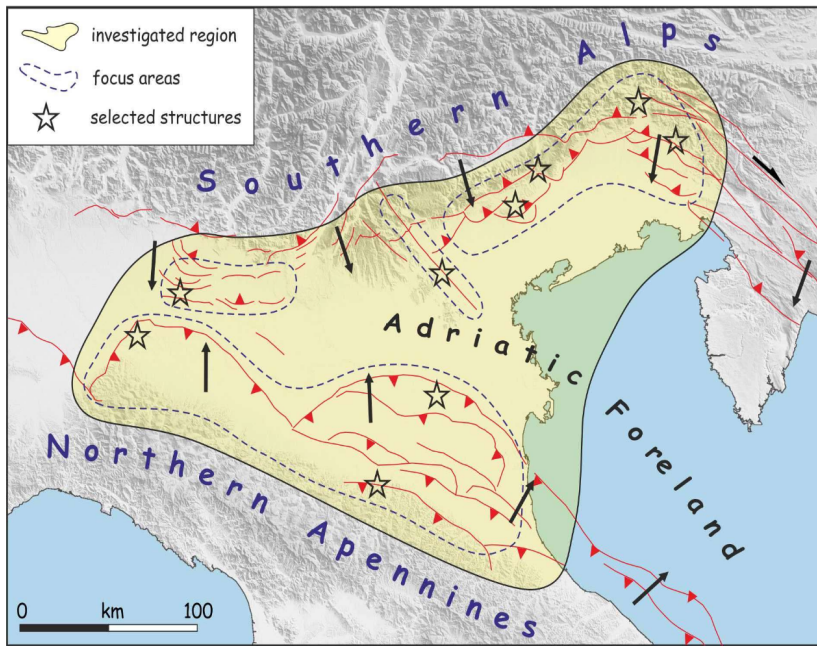 investigated region
focus areas
selected structures
Southern Alps
Adriatic Foreland
Northern Apennines
0 km 100